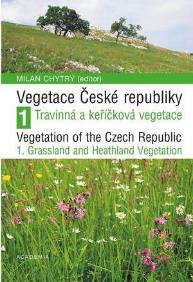 MILAN CHYTRÝ (editor)
Vegetace České republiky
1 Travinná a keříčková vegetace
Vegetation of the Czech Republic
1. Grassland and Heathland Vegetation
ACADEMIA